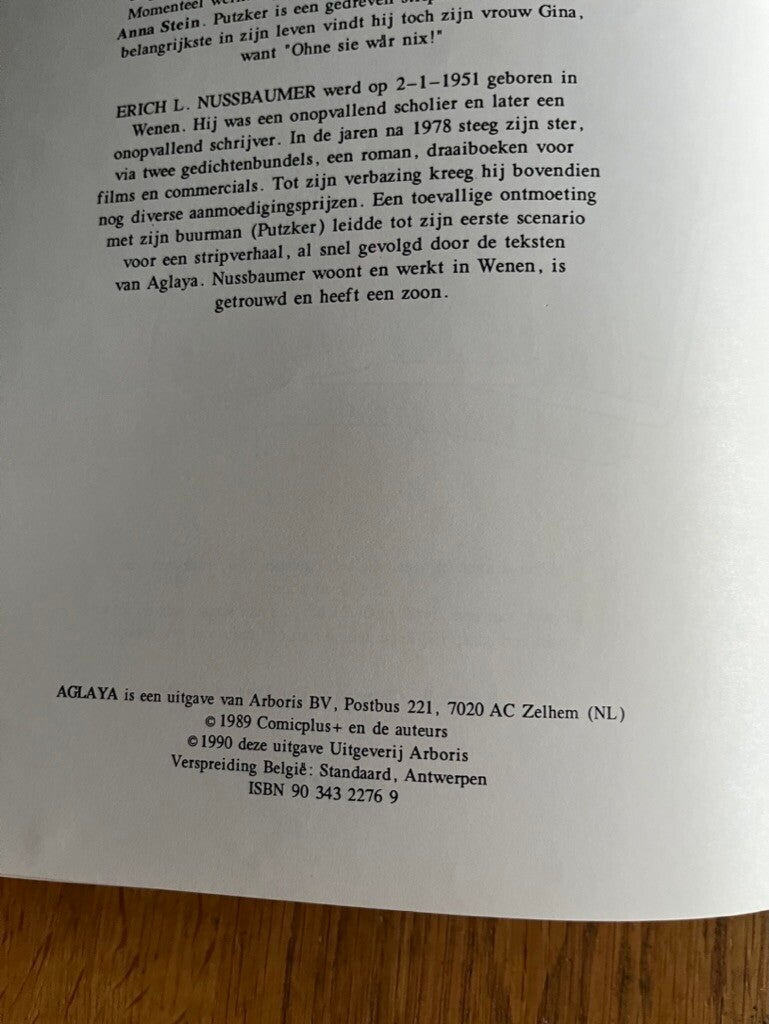 Momenteel
Anna Stein. Putzker is een gedreven
belangrijkste in zijn leven vindt hij toch zijn vrouw Gina,
want "Ohne sie wår nix!"
ERICH L. NUSSBAUMER werd op 2-1-1951 geboren in
Wenen. Hij was een onopvallend scholier en later een
onopvallend schrijver. In de jaren na 1978 steeg zijn ster,
via twee gedichtenbundels, een roman, draaiboeken voor
films en commercials. Tot zijn verbazing kreeg hij bovendien
nog diverse aanmoedigingsprijzen. Een toevallige ontmoeting
met zijn buurman (Putzker) leidde tot zijn eerste scenario
voor een stripverhaal, al snel gevolgd door de teksten
van Aglaya. Nussbaumer woont en werkt in Wenen, is
getrouwd en heeft een zoon.
AGLAYA is een uitgave van Arboris BV, Postbus 221, 7020 AC Zelhem (NL)
© 1989 Comicplus+ en de auteurs
© 1990 deze uitgave Uitgeverij Arboris
Verspreiding België: Standaard, Antwerpen
ISBN 90 343 2276 9